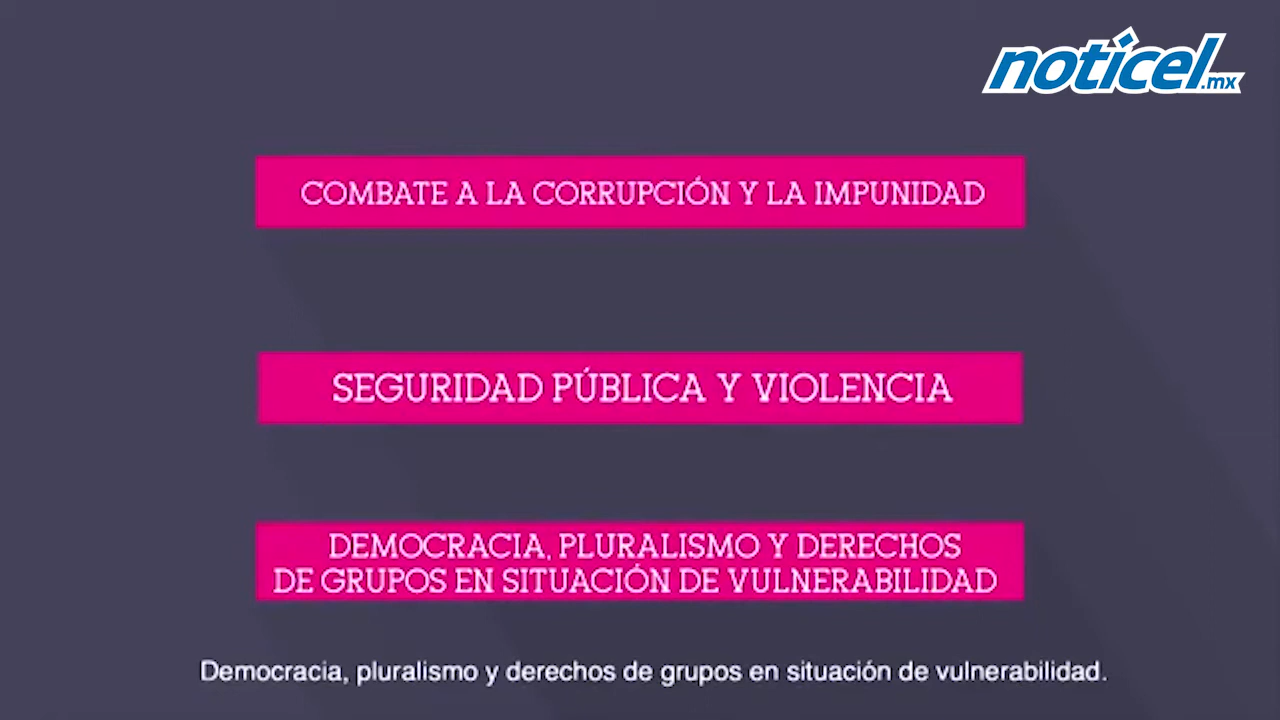 noticel.mx
COMBATE A LA CORRUPCIÓN Y LA IMPUNIDAD
SEGURIDAD PÚBLICA Y VIOLENCIA
DEMOCRACIA, PLURALISMO Y DERECHOS
DE GRUPOS EN SITUACIÓN DE VULNERABILIDAD
Democracia, pluralismo y derechos de grupos en situación de vulnerabilidad.